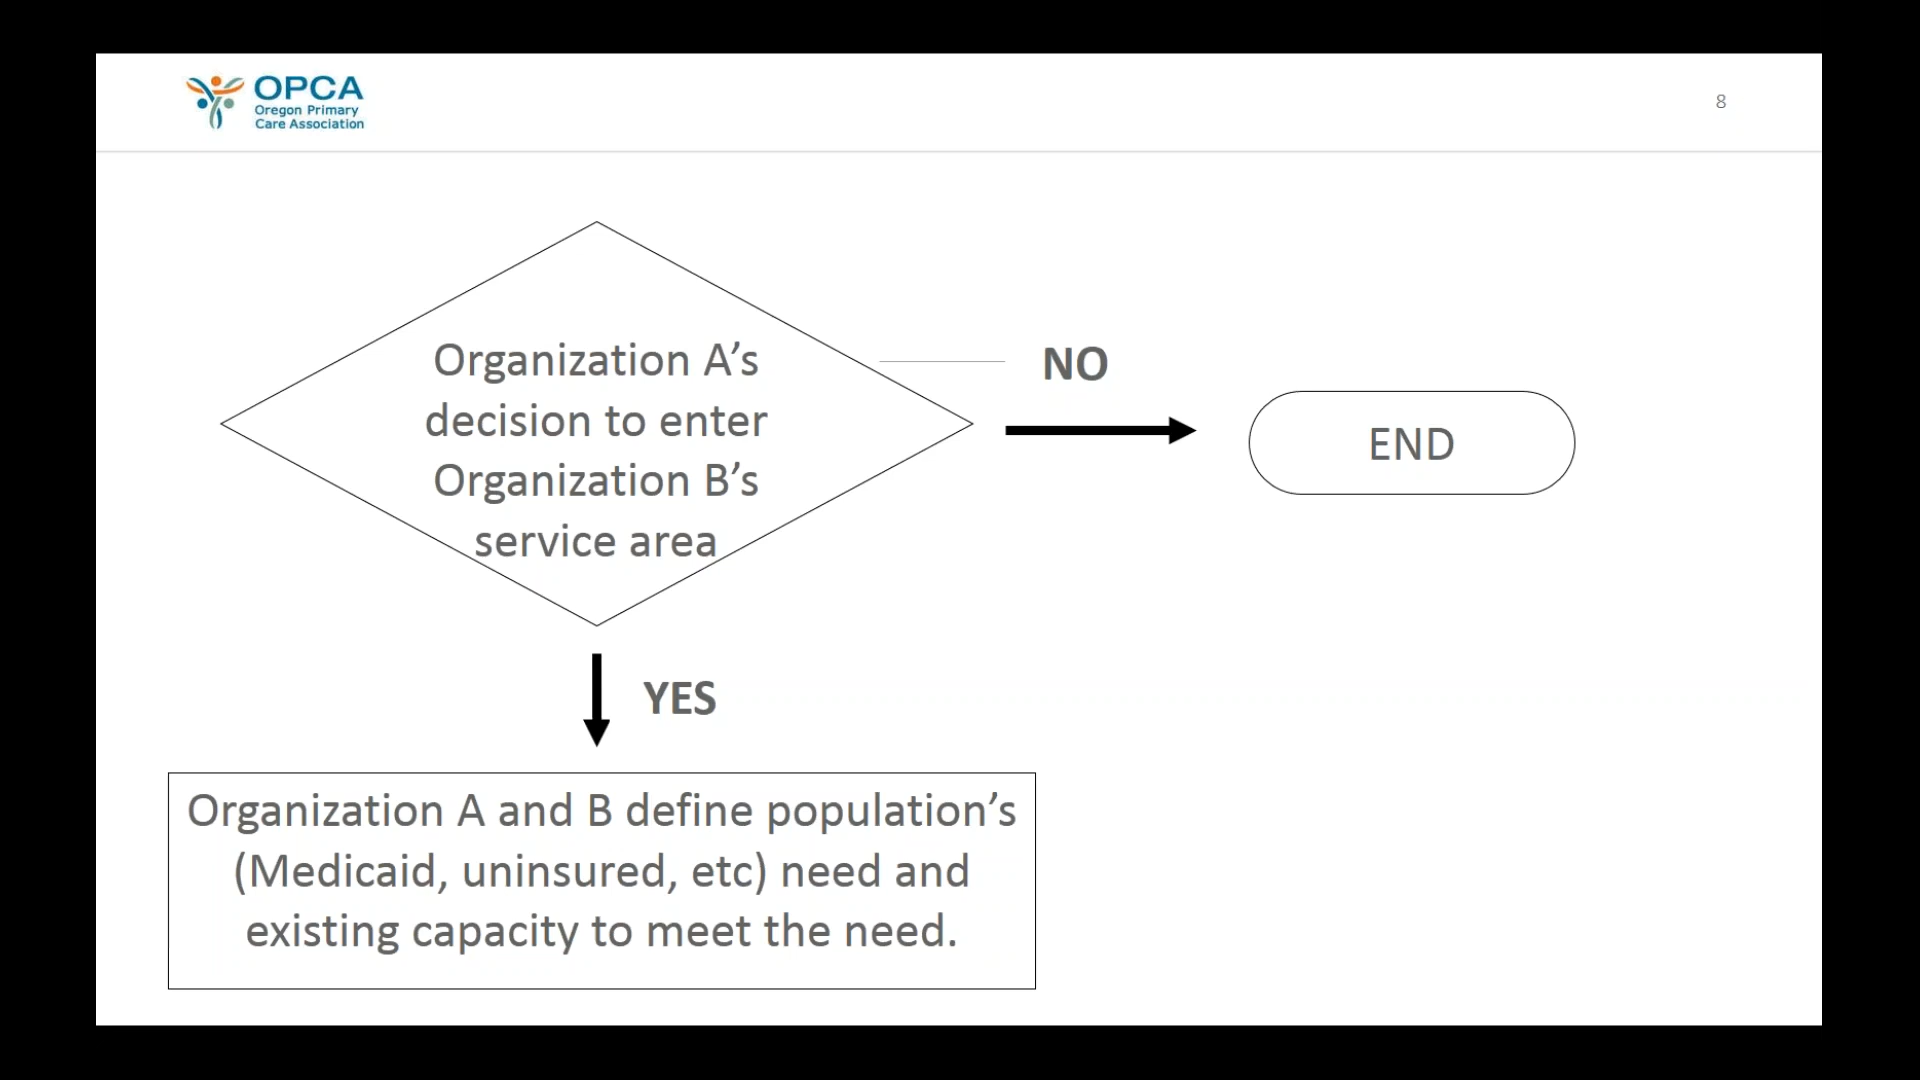 OPCA
Oregon Primary
Care Association
8
Organization A’s
decision to enter
Organization B’s
service area
NO
END
YES
Organization A and B define population’s
(Medicaid, uninsured, etc) need and
existing capacity to meet the need.